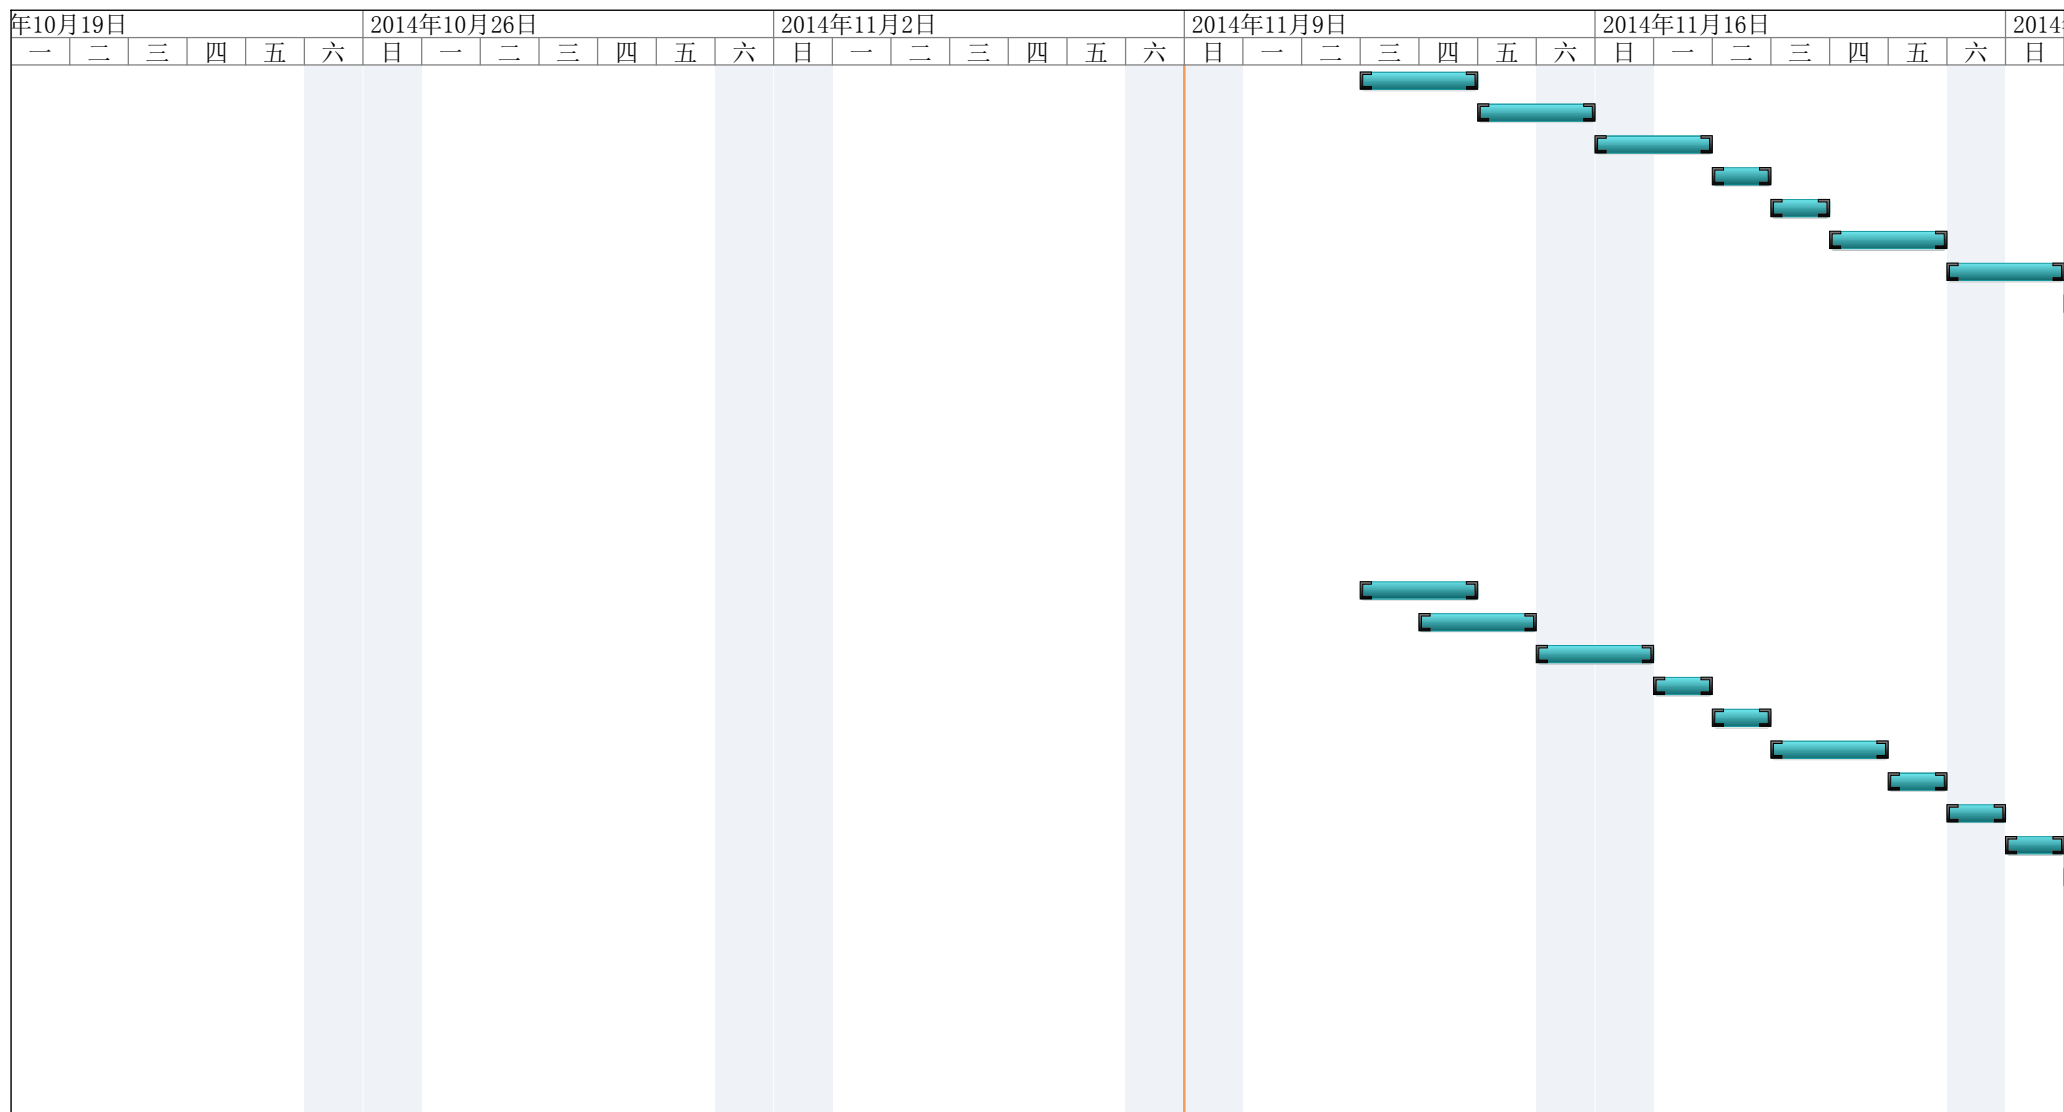 年10月19日 2014年10月26日 2014年11月2日 2014年11月9日 2014年11月16日 2014
一 二 三 四 五 六 日 一 二 三 四 五 六 日 一 二 三 四 五 六 日 一 二 三 四 五 六 日 一 二 三 四 五 六 日